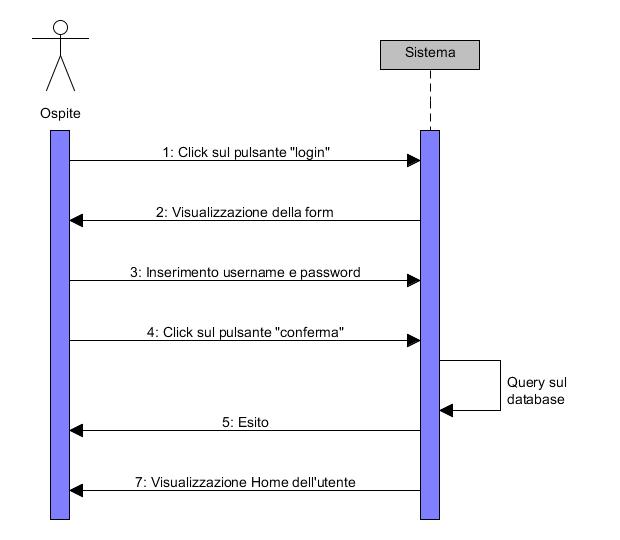 Sistema
Ospite
1: Click sul pulsante "login"
2: Visualizzazione della form
3: Inserimento username e password
4: Click sul pulsante "conferma"
Query sul
database
5: Esito
7: Visualizzazione Home dell'utente